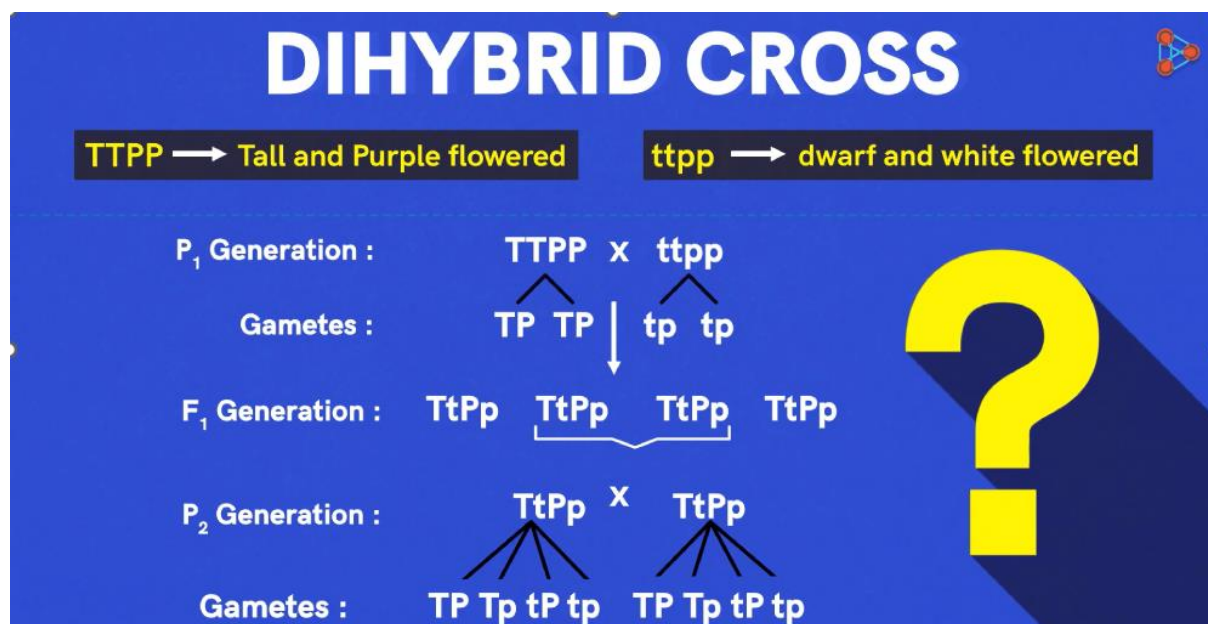 DIHYBRID CROSS
TTPP → Tall and Purple flowered ttpp → dwarf and white flowered
P₁ Generation : TTPP x ttpp
Gametes : TP TP tp tp
F₁ Generation : TtPp TtPp TtPp TtPp
P₂ Generation : TtPp x TtPp
Gametes : TP Tp tP tp TP Tp tP tp
?